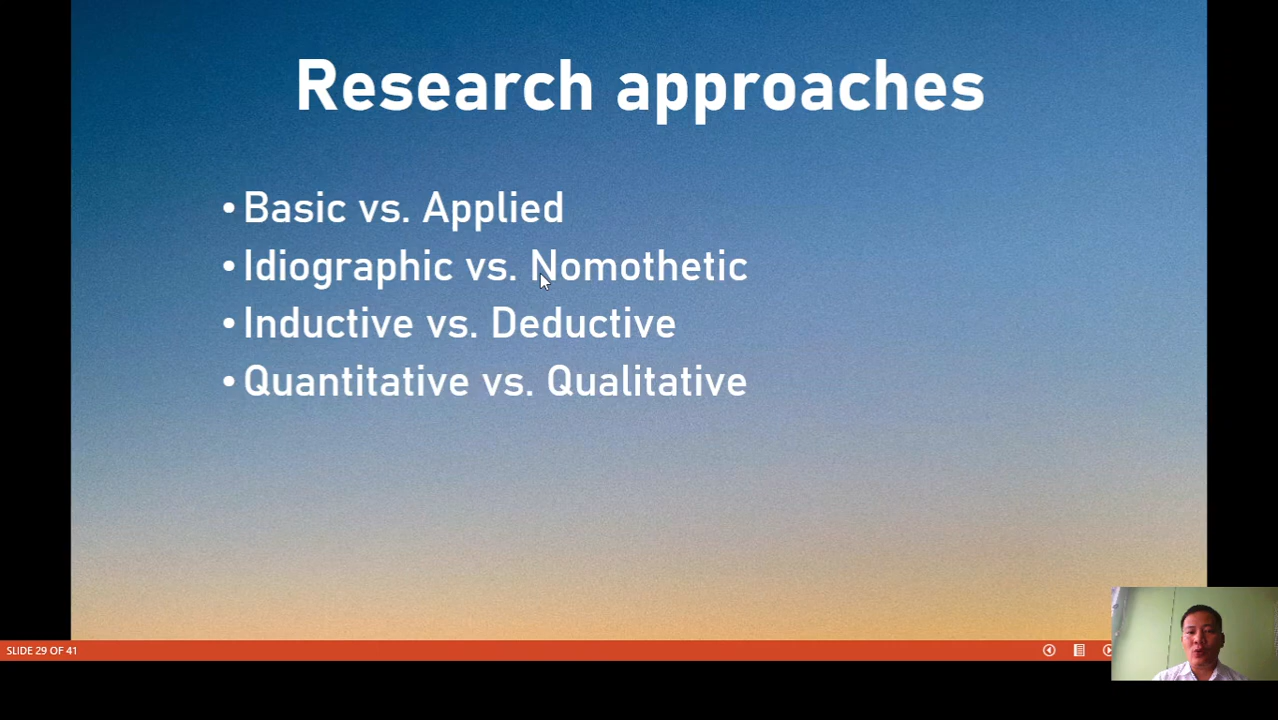 Research approaches
• Basic vs. Applied
• Idiographic vs. Nomothetic
• Inductive vs. Deductive
• Quantitative vs. Qualitative
SLIDE 29 OF 41